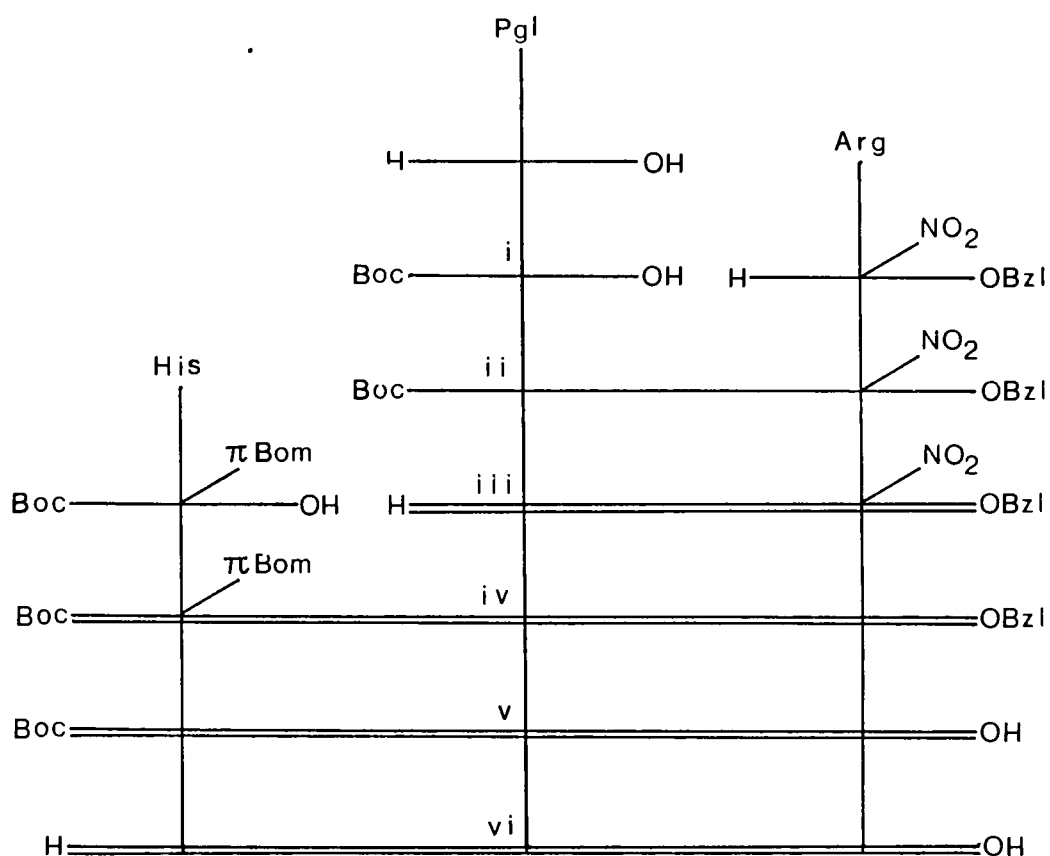 Pgl
Arg
H OH
NO2
i
Boc OH H OBzl
His
NO2
ii
Boc OBzl
πBom
NO2
iii
Boc OH H OBzl
πBom
iv
Boc OBzl
v
Boc OH
vi
H OH